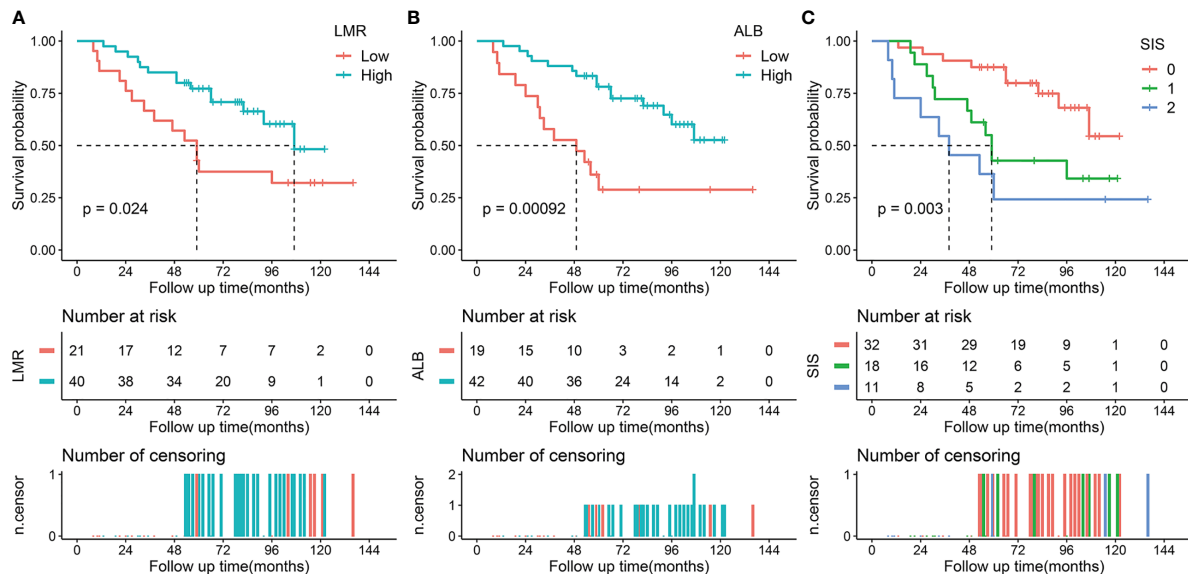 A
LMR
Low
High
Survival probability
1.00
0.75
0.50
0.25
0.00
p = 0.024
0 24 48 72 96 120 144
Follow up time(months)
Number at risk
LMR
21 17 12 7 7 2 0
40 38 34 20 9 1 0
0 24 48 72 96 120 144
Follow up time(months)
Number of censoring
n.censor
1
0
0 24 48 72 96 120 144
Follow up time(months)
B
ALB
Low
High
Survival probability
1.00
0.75
0.50
0.25
0.00
p = 0.00092
0 24 48 72 96 120 144
Follow up time(months)
Number at risk
ALB
19 15 10 3 2 1 0
42 40 36 24 14 2 0
0 24 48 72 96 120 144
Follow up time(months)
Number of censoring
n.censor
2
1
0
0 24 48 72 96 120 144
Follow up time(months)
C
SIS
0
1
2
Survival probability
1.00
0.75
0.50
0.25
0.00
p = 0.003
0 24 48 72 96 120 144
Follow up time(months)
Number at risk
SIS
32 31 29 19 9 1 0
18 16 12 6 5 1 0
11 8 5 2 2 1 0
0 24 48 72 96 120 144
Follow up time(months)
Number of censoring
n.censor
1
0
0 24 48 72 96 120 144
Follow up time(months)